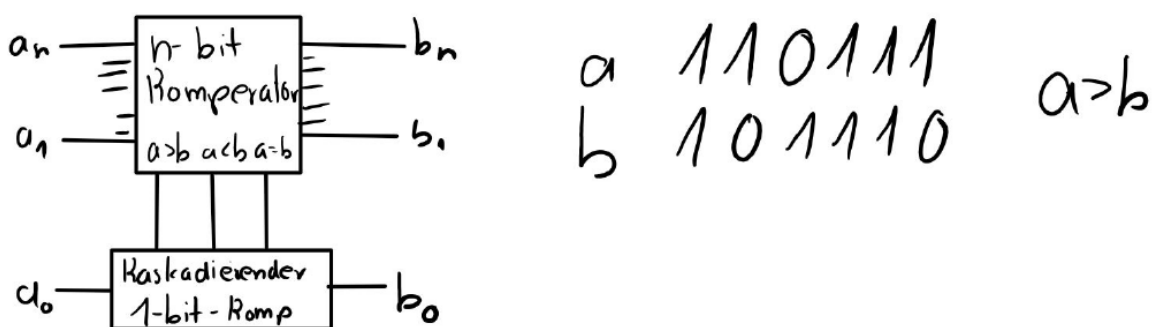 aₙ
n-bit
Komperator
bₙ
a₁
a>b a<b a=b
b₁
a₀
Kaskadierender
1-bit-Komp
b₀
a 110111
b 101110
a>b